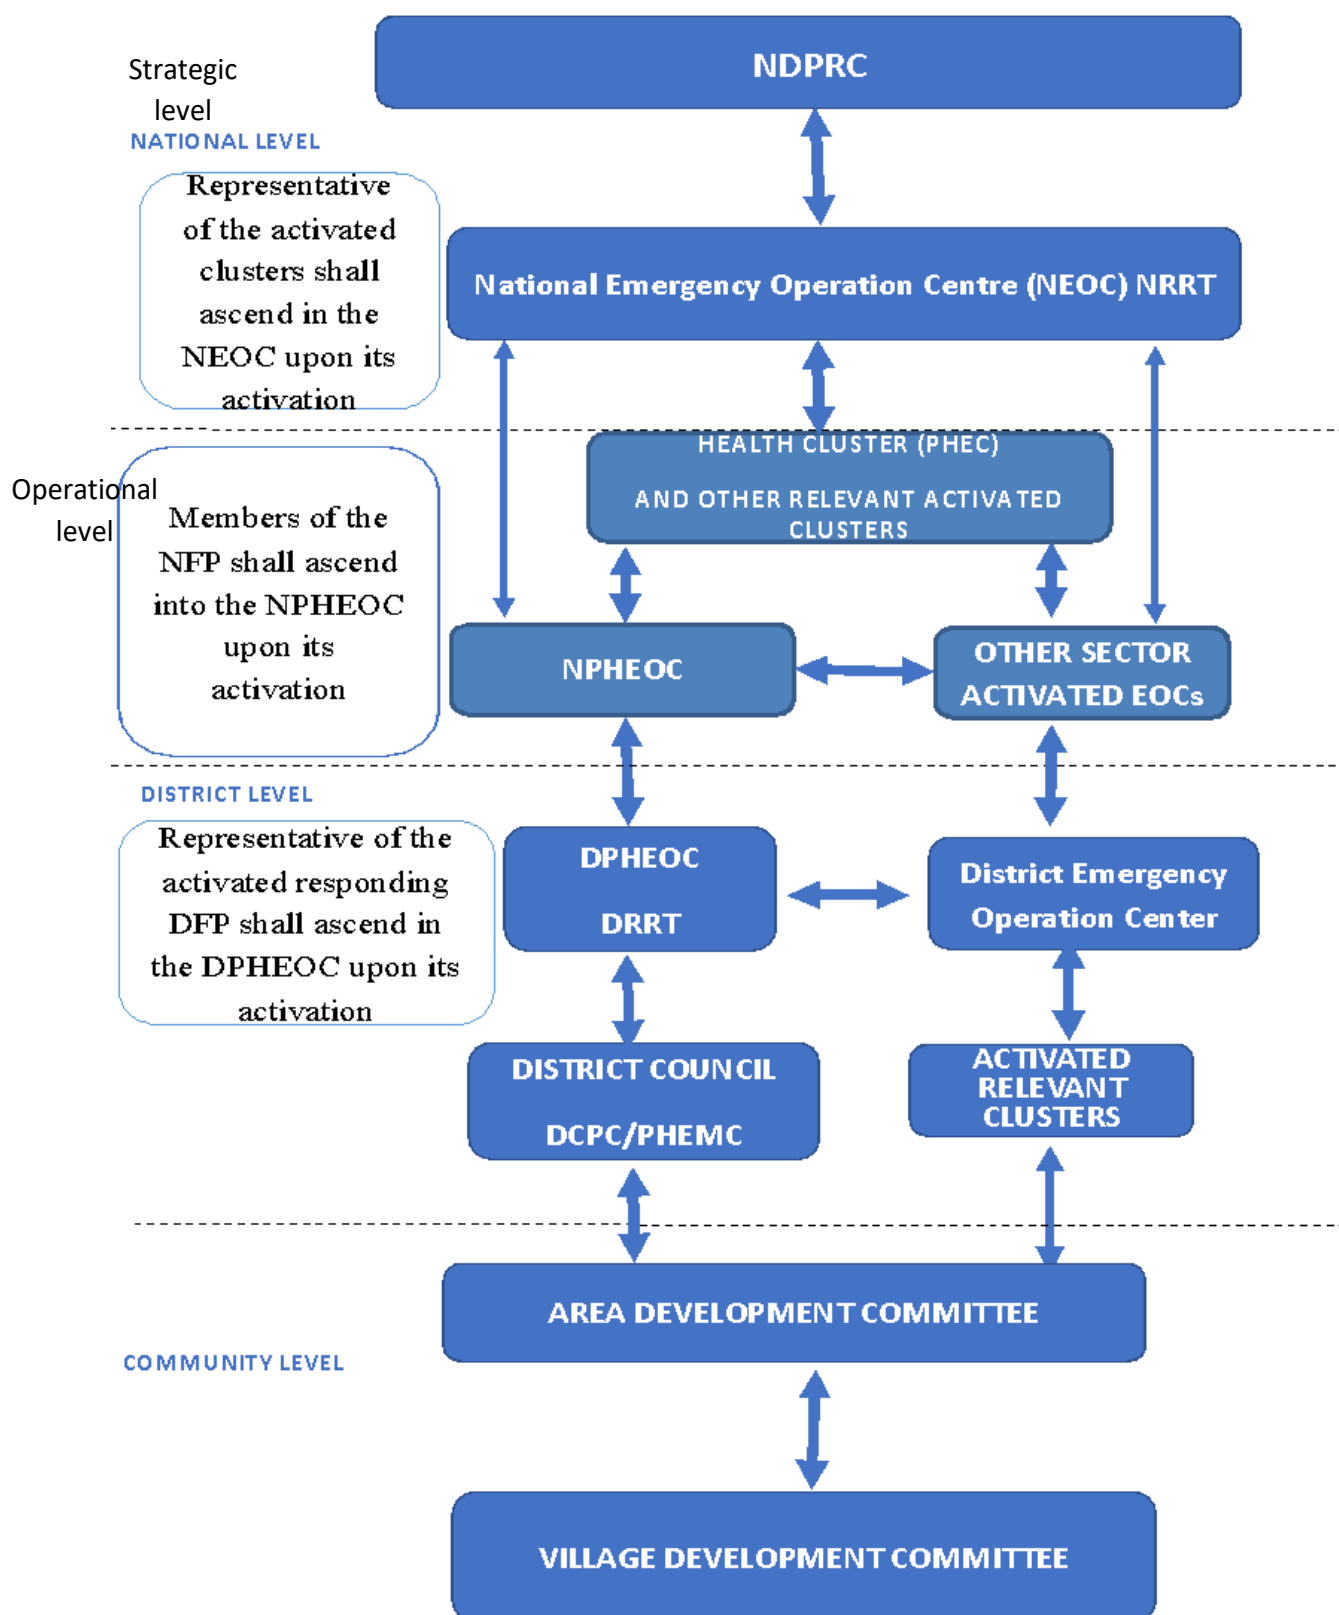 NDPRC
Strategic
level
NATIONAL LEVEL
Representative
of the activated
clusters shall
ascend in the
NEOC upon its
activation
National Emergency Operation Centre (NEOC) NRRT
HEALTH CLUSTER (PHEC)
AND OTHER RELEVANT ACTIVATED
CLUSTERS
Operational
level
Members of the
NFP shall ascend
into the NPHEOC
upon its
activation
NPHEOC
OTHER SECTOR
ACTIVATED EOCs
DISTRICT LEVEL
Representative of the
activated responding
DFP shall ascend in
the DPHEOC upon its
activation
DPHEOC
DRRT
District Emergency
Operation Center
DISTRICT COUNCIL
DCPC/PHEMC
ACTIVATED
RELEVANT
CLUSTERS
AREA DEVELOPMENT COMMITTEE
COMMUNITY LEVEL
VILLAGE DEVELOPMENT COMMITTEE